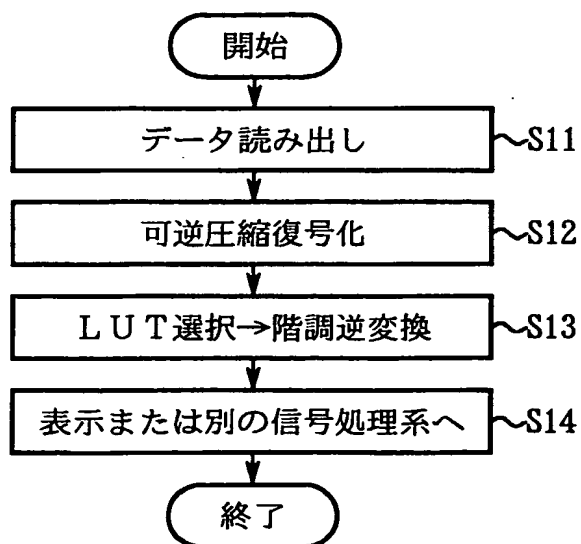 開始
データ読み出し ～S11
可逆圧縮復号化 ～S12
ＬＵＴ選択→階調逆変換 ～S13
表示または別の信号処理系へ ～S14
終了